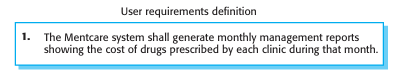 User requirements definition
1. The Mentcare system shall generate monthly management reports
showing the cost of drugs prescribed by each clinic during that month.